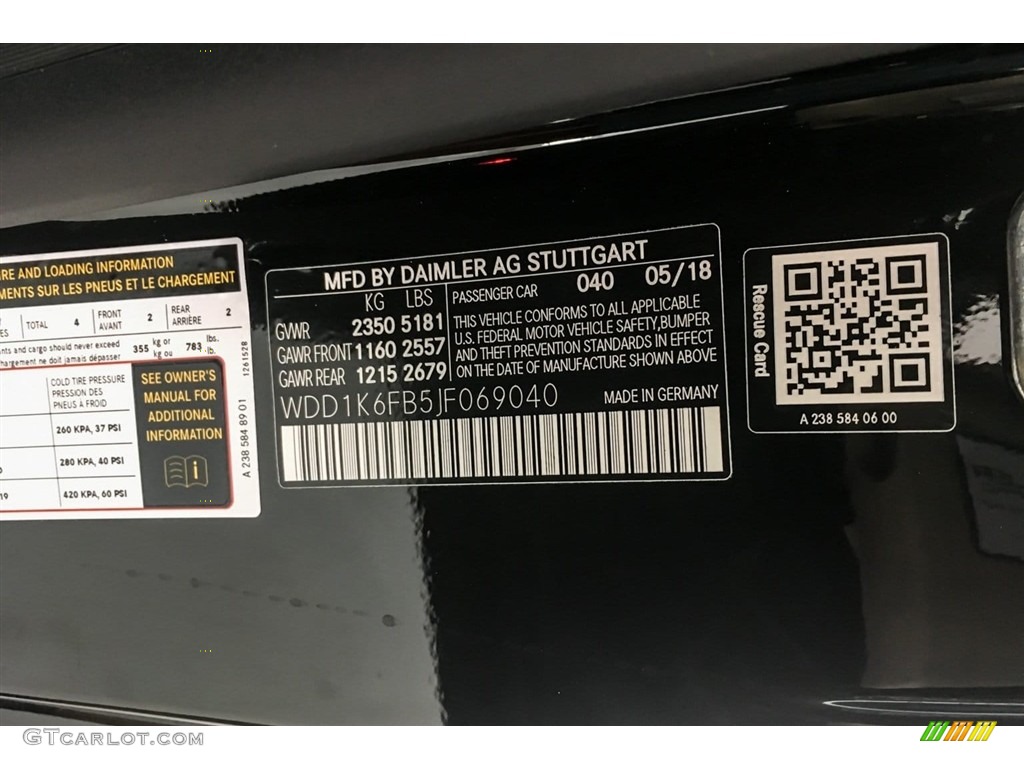 RE AND LOADING INFORMATION
MENTS SUR LES PNEUS ET LE CHARGEMENT
TOTAL 4 FRONT AVANT 2 REAR ARRIÈRE 2
and cargo should never exceed 355 kg or 783 lbs.
chargement ne doit jamais dépasser kg ou lb.
COLD TIRE PRESSURE
PRESSION DES
PNEUS À FROID
260 KPA, 37 PSI
280 KPA, 40 PSI
19 420 KPA, 60 PSI
SEE OWNER'S
MANUAL FOR
ADDITIONAL
INFORMATION
i
A 238 584 89 01
1261528
MFD BY DAIMLER AG STUTTGART
KG LBS
GVWR 2350 5181
GAWR FRONT 1160 2557
GAWR REAR 1215 2679
PASSENGER CAR 040 05/18
THIS VEHICLE CONFORMS TO ALL APPLICABLE
U.S. FEDERAL MOTOR VEHICLE SAFETY,BUMPER
AND THEFT PREVENTION STANDARDS IN EFFECT
ON THE DATE OF MANUFACTURE SHOWN ABOVE
WDD1K6FB5JF069040 MADE IN GERMANY
Rescue Card
A 238 584 06 00
GTCarlot.com